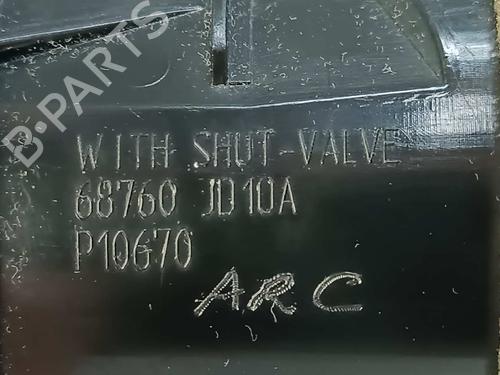 B-PARTS
WITH SHUT-VALVE
68760 JD10A
P10670
ARC